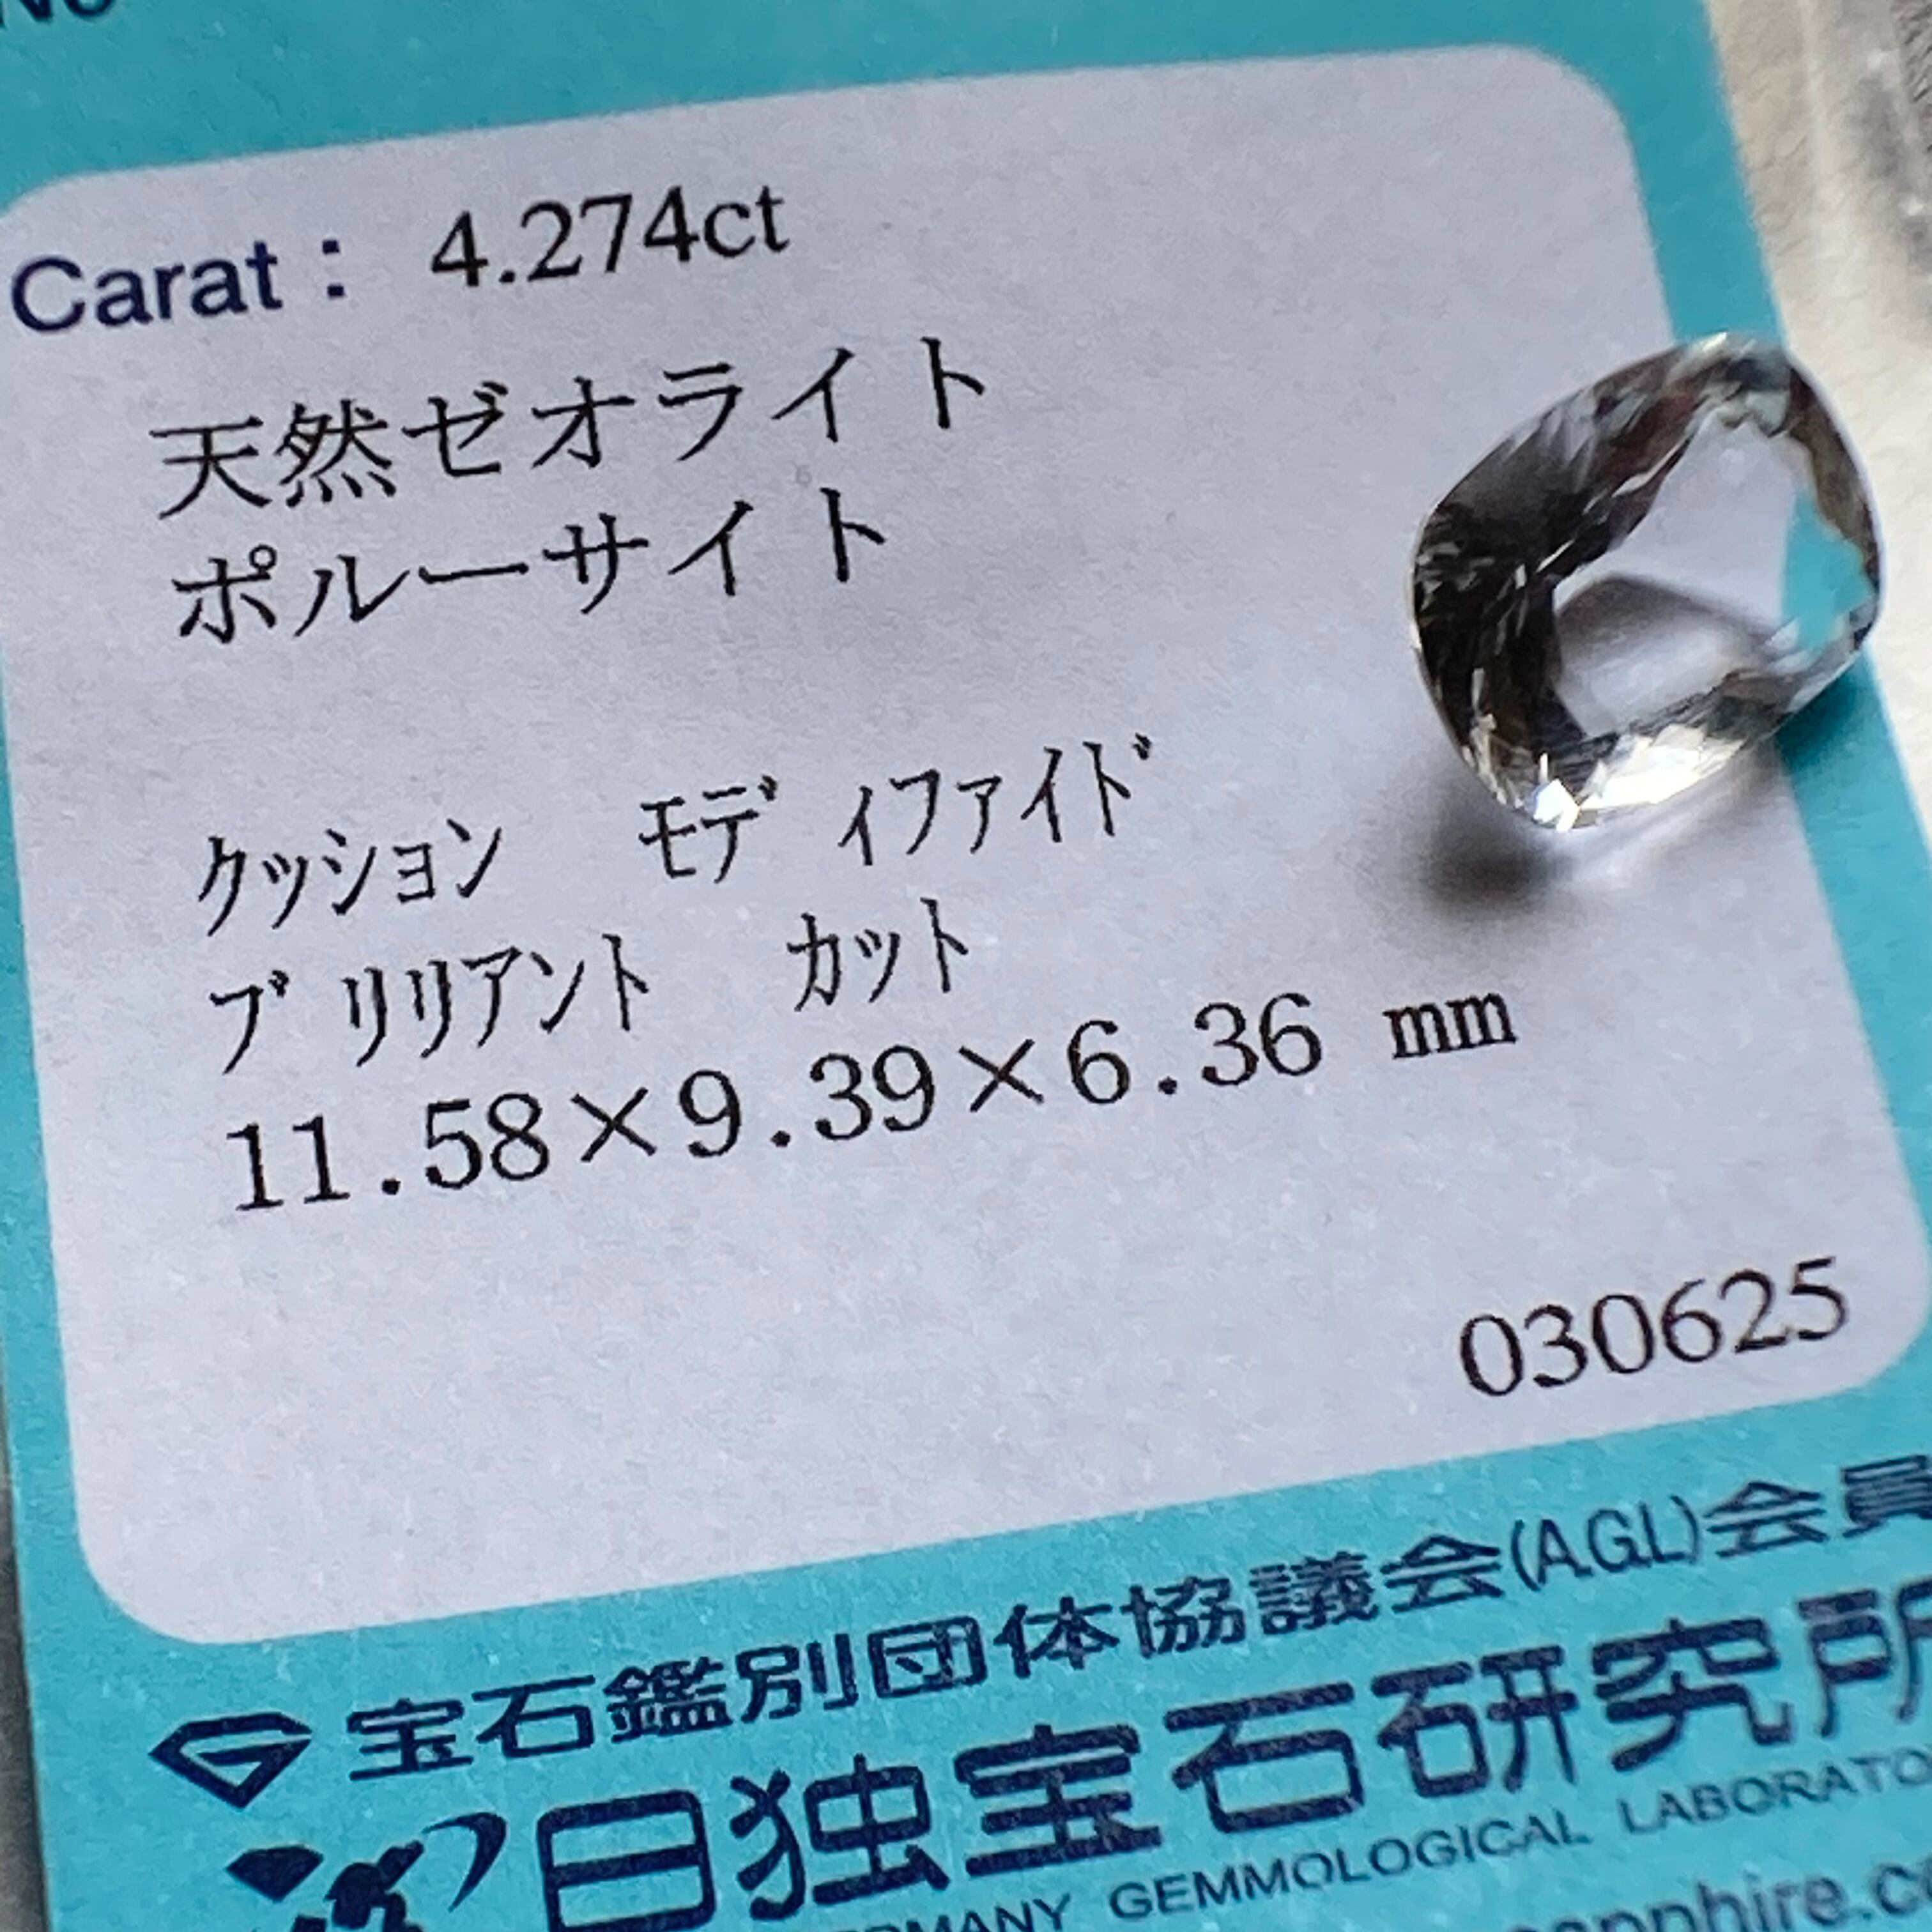 No
Carat： 4.274ct
天然ゼオライト
ポルーサイト
ｸｯｼｮﾝ ﾓﾃﾞｨﾌｧｲﾄﾞ
ﾌﾞﾘﾘｱﾝﾄ ｶｯﾄ
11.58×9.39×6.36 mm
030625
宝石鑑別団体協議会(A.G.L)会員
日独宝石研究所
GEMMOLOGICAL